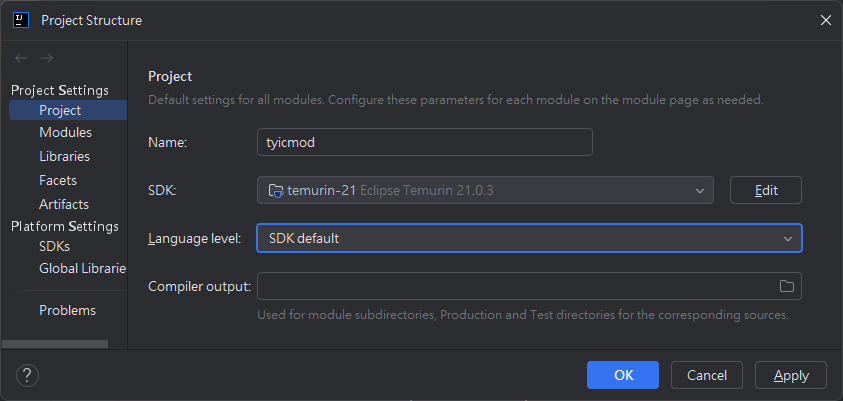 Project Structure
Project Settings
Project
Modules
Libraries
Facets
Artifacts
Platform Settings
SDKs
Global Librarie
Problems
Project
Default settings for all modules. Configure these parameters for each module on the module page as needed.
Name: tyicmod
SDK: temurin-21 Eclipse Temurin 21.0.3 Edit
Language level: SDK default
Compiler output:
Used for module subdirectories, Production and Test directories for the corresponding sources.
? OK Cancel Apply